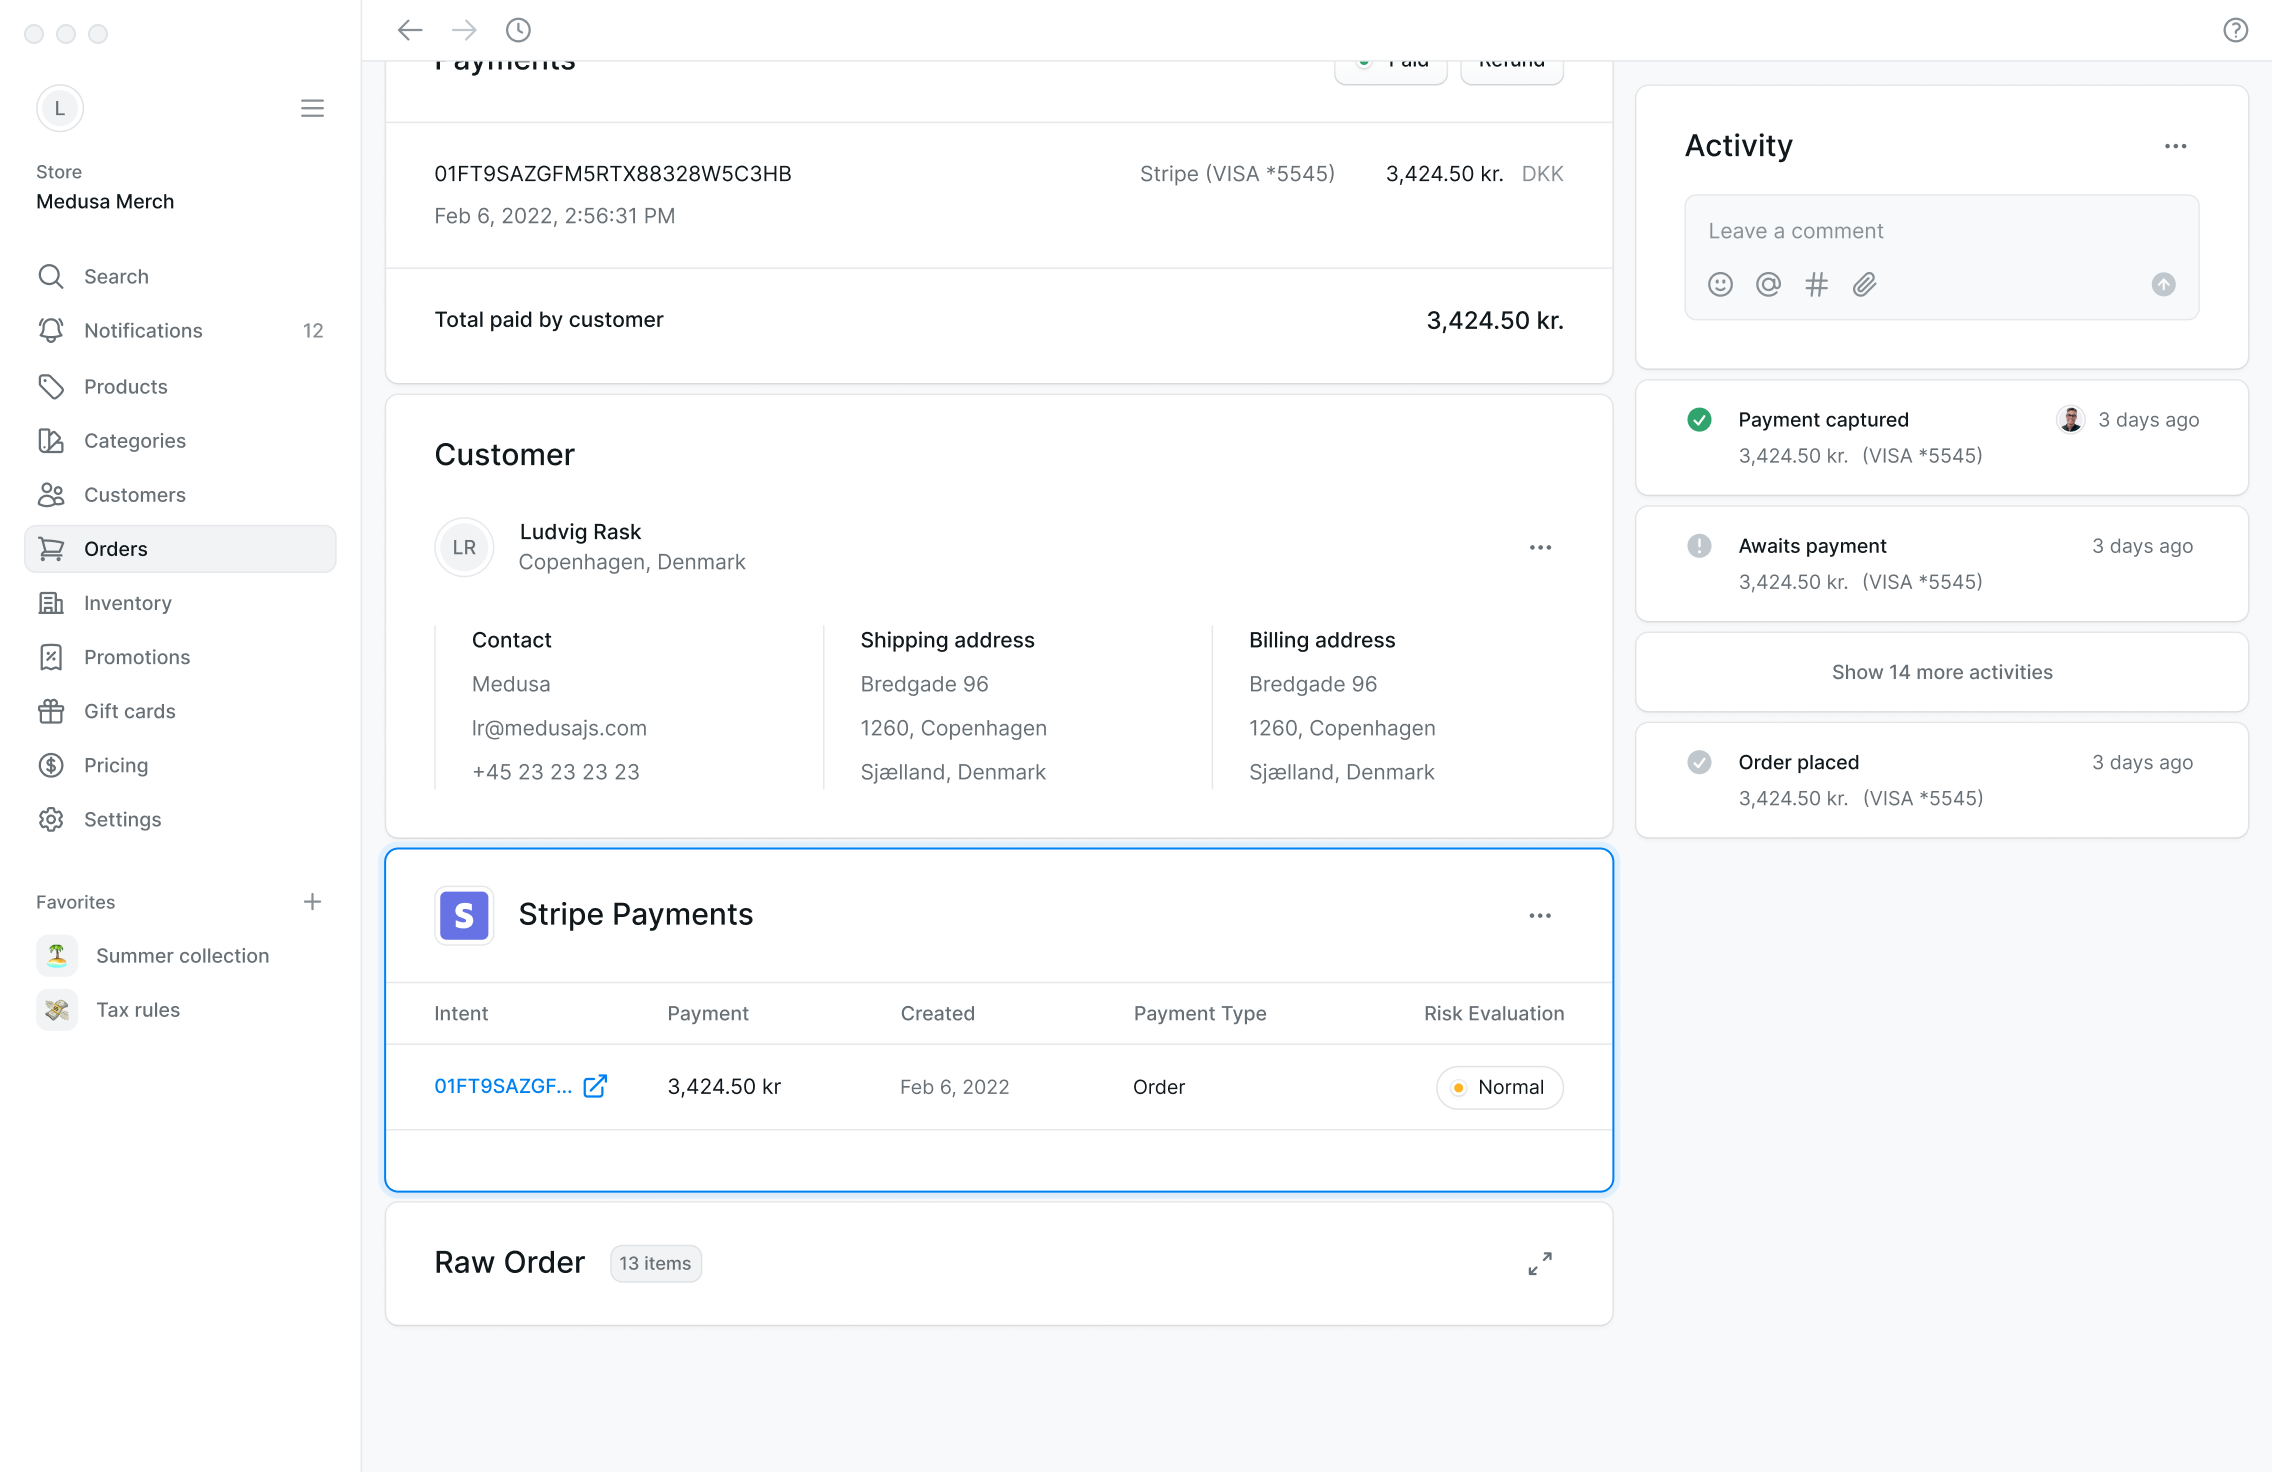 L
Store
Medusa Merch
Search
Notifications 12
Products
Categories
Customers
Orders
Inventory
Promotions
Gift cards
Pricing
Settings
Favorites
Summer collection
Tax rules
Payments Paid Refund
01FT9SAZGFM5RTX88328W5C3HB Stripe (VISA *5545) 3,424.50 kr. DKK
Feb 6, 2022, 2:56:31 PM
Total paid by customer 3,424.50 kr.
Customer
LR
Ludvig Rask
Copenhagen, Denmark
Contact
Medusa
lr@medusajs.com
+45 23 23 23 23
Shipping address
Bredgade 96
1260, Copenhagen
Sjælland, Denmark
Billing address
Bredgade 96
1260, Copenhagen
Sjælland, Denmark
S
Stripe Payments
Intent Payment Created Payment Type Risk Evaluation
01FT9SAZGF... 3,424.50 kr Feb 6, 2022 Order Normal
Raw Order 13 items
Activity
Leave a comment
Payment captured 3 days ago
3,424.50 kr. (VISA *5545)
Awaits payment 3 days ago
3,424.50 kr. (VISA *5545)
Show 14 more activities
Order placed 3 days ago
3,424.50 kr. (VISA *5545)